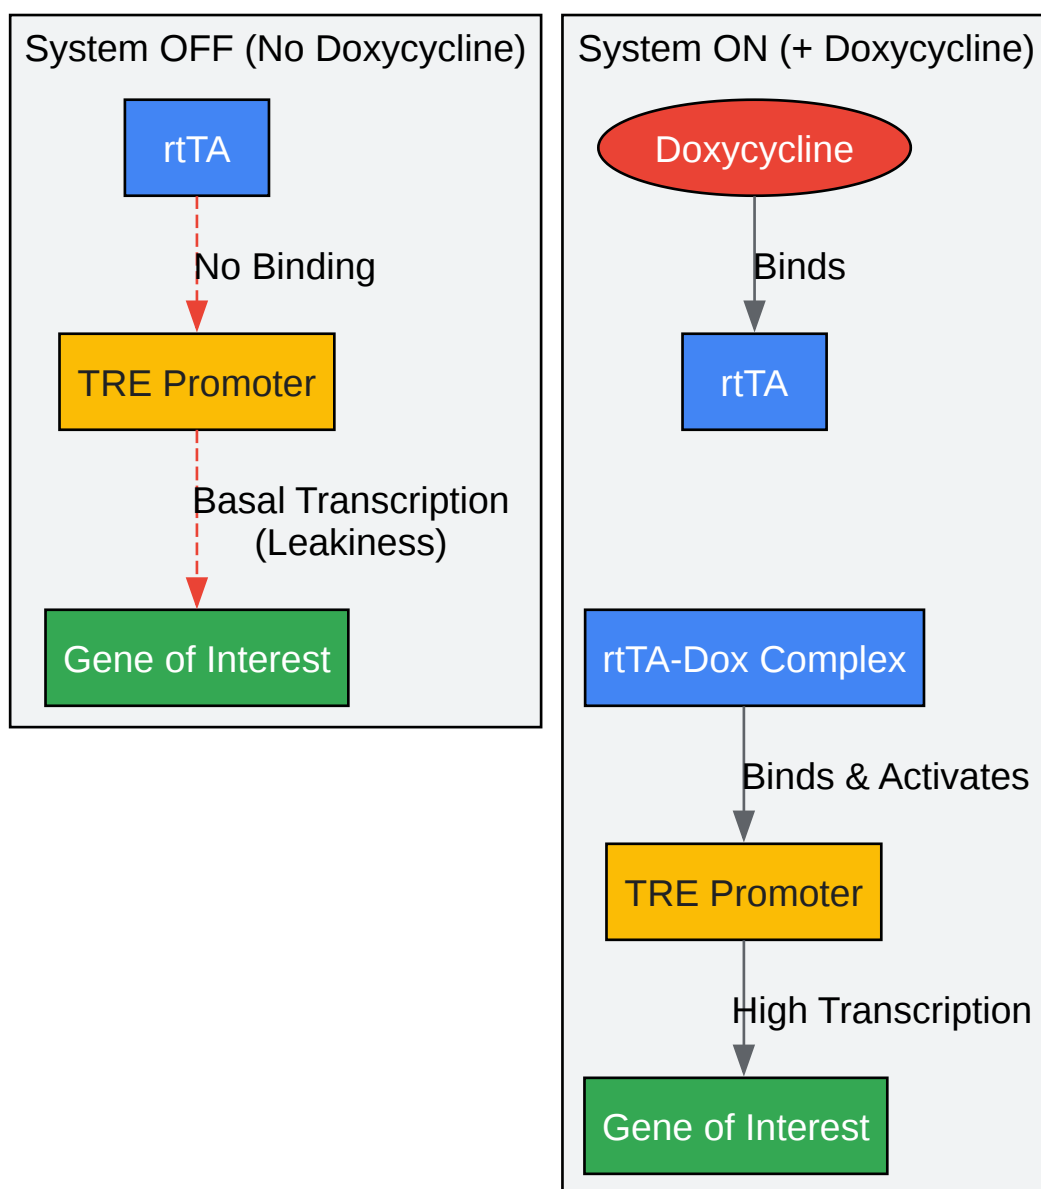 System OFF (No Doxycycline)
rtTA
No Binding
TRE Promoter
Basal Transcription
(Leakiness)
Gene of Interest
System ON (+ Doxycycline)
Doxycycline
Binds
rtTA
rtTA-Dox Complex
Binds & Activates
TRE Promoter
High Transcription
Gene of Interest